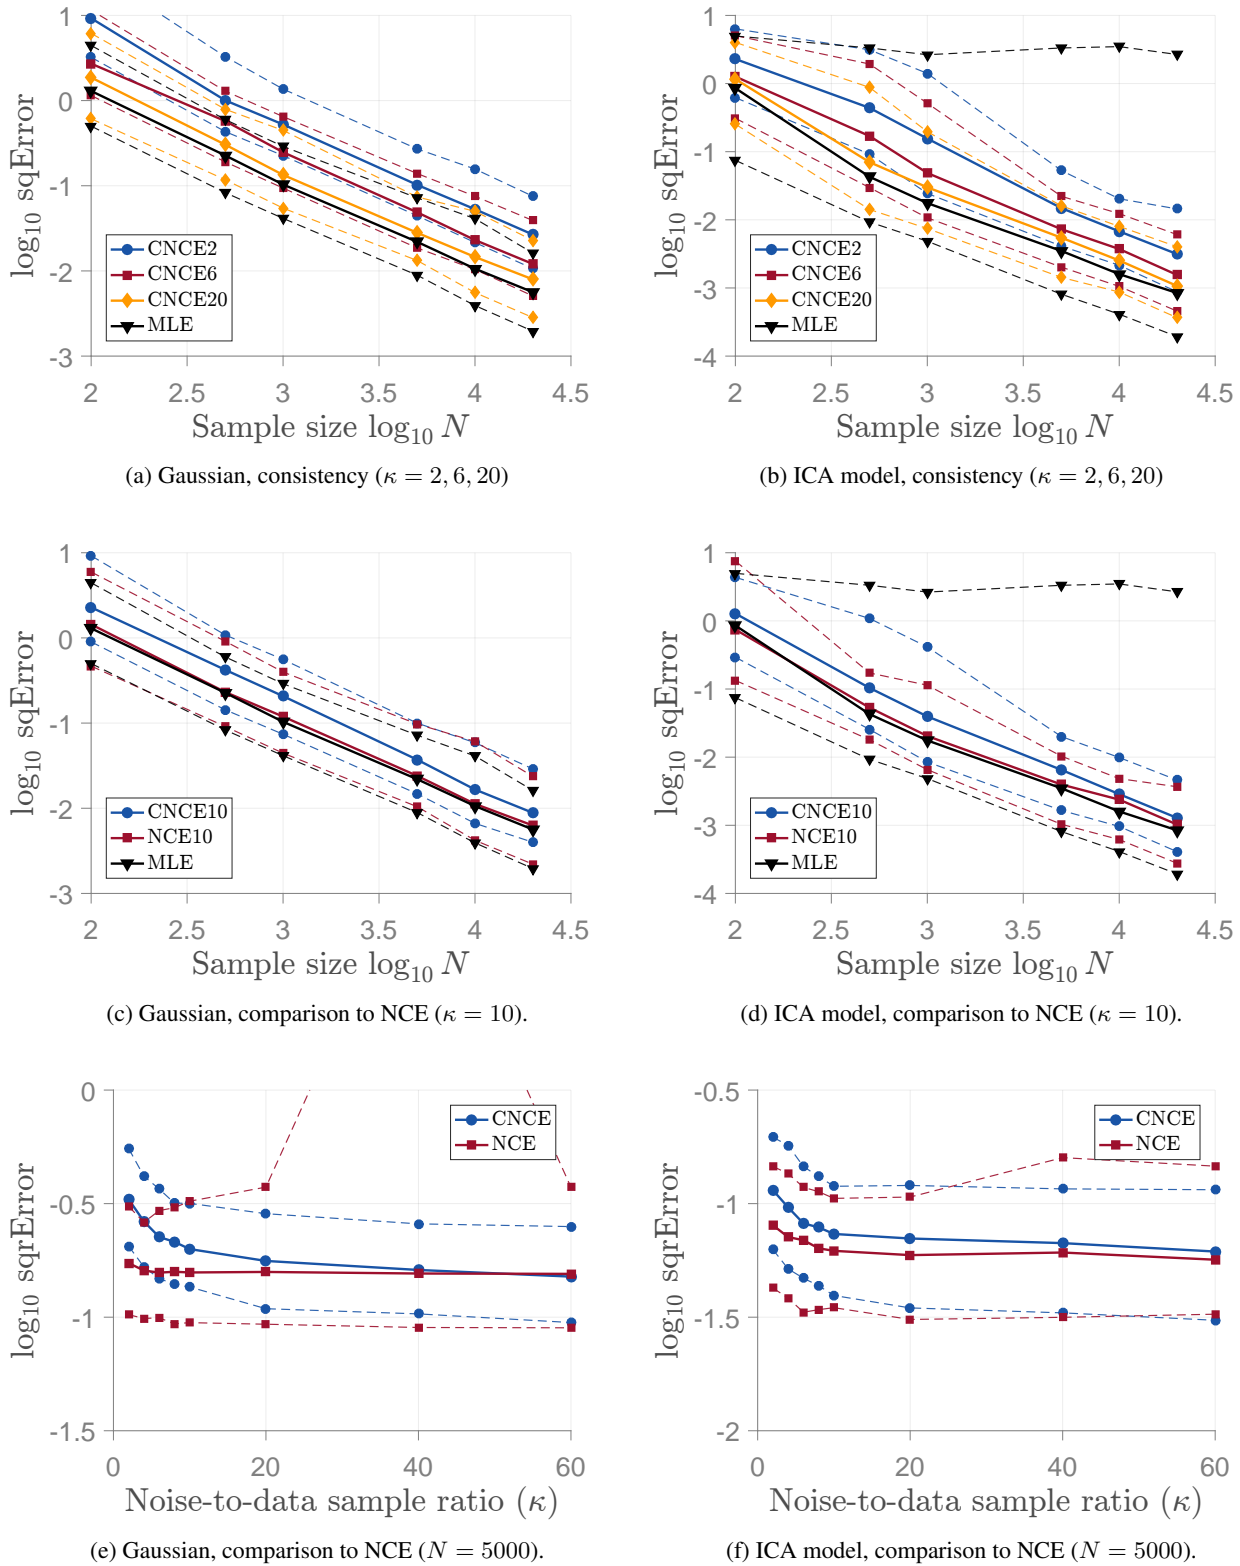 1
0
-1
-2
-3
2
2.5
3
3.5
4
4.5
log10 sqError
Sample size log10 N
CNCE2
CNCE6
CNCE20
MLE
(a) Gaussian, consistency (κ = 2, 6, 20)
1
0
-1
-2
-3
-4
2
2.5
3
3.5
4
4.5
log10 sqError
Sample size log10 N
CNCE2
CNCE6
CNCE20
MLE
(b) ICA model, consistency (κ = 2, 6, 20)
1
0
-1
-2
-3
2
2.5
3
3.5
4
4.5
log10 sqError
Sample size log10 N
CNCE10
NCE10
MLE
(c) Gaussian, comparison to NCE (κ = 10).
1
0
-1
-2
-3
-4
2
2.5
3
3.5
4
4.5
log10 sqError
Sample size log10 N
CNCE10
NCE10
MLE
(d) ICA model, comparison to NCE (κ = 10).
0
-0.5
-1
-1.5
0
20
40
60
log10 sqrError
Noise-to-data sample ratio (κ)
CNCE
NCE
(e) Gaussian, comparison to NCE (N = 5000).
-0.5
-1
-1.5
-2
0
20
40
60
log10 sqrError
Noise-to-data sample ratio (κ)
CNCE
NCE
(f) ICA model, comparison to NCE (N = 5000).